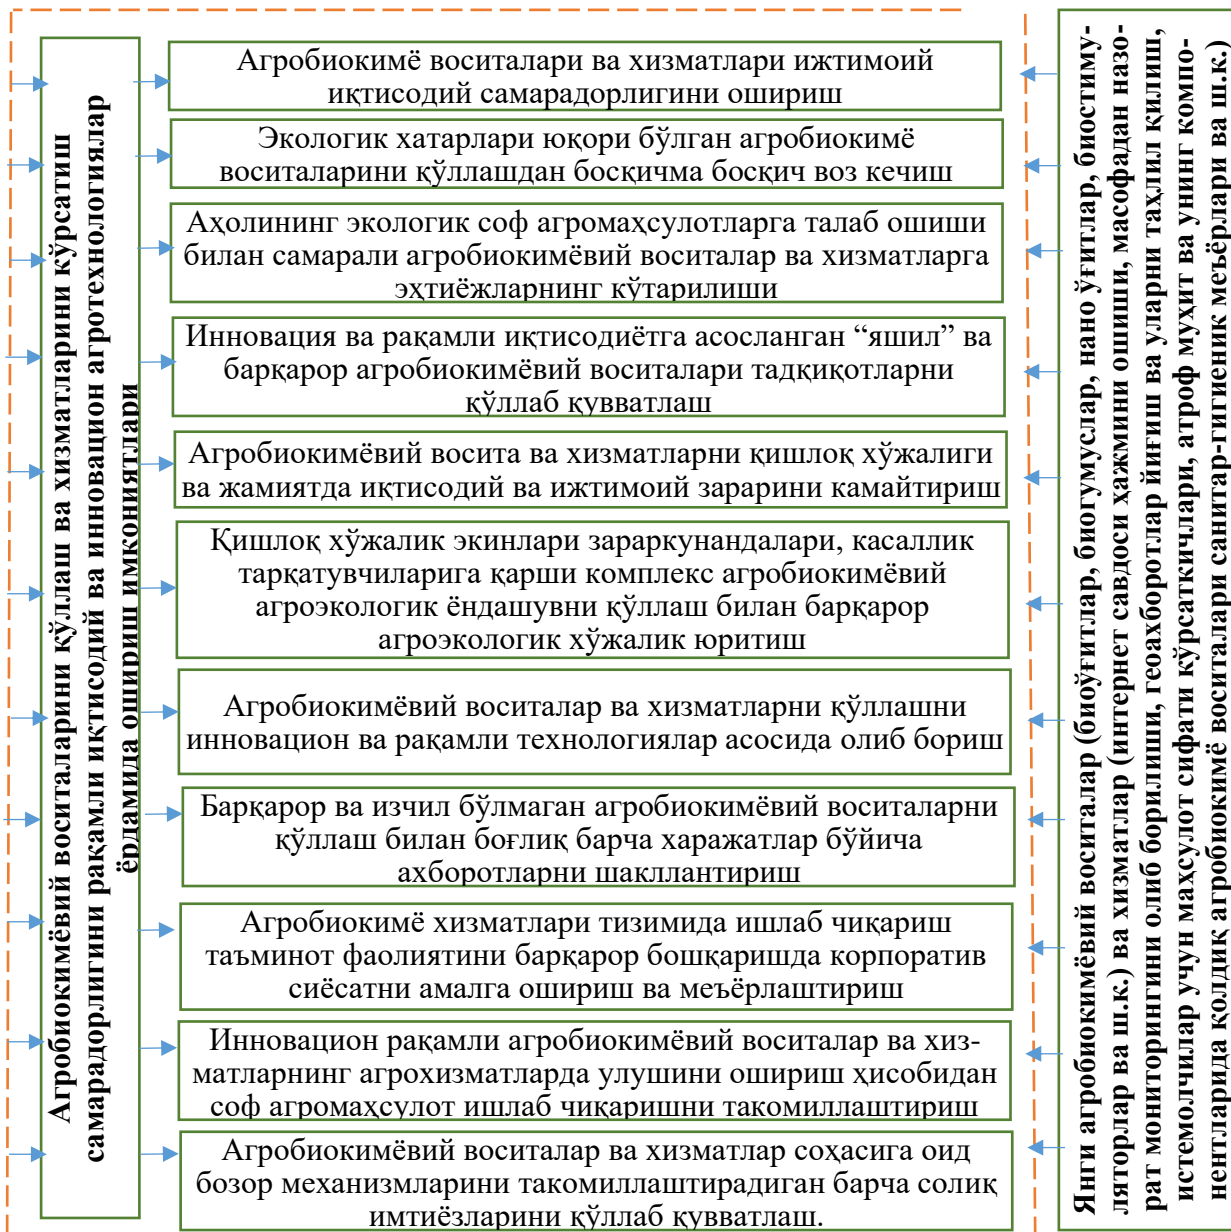 Агробиокимёвий воситаларини қўллаш ва хизматларини кўрсатиш
самарадорлигини рақамли иқтисодий ва инновацион агротехнологиялар
ёрдамида ошириш имкониятлари
Агробиокимё воситалари ва хизматлари ижтимоий
иқтисодий самарадорлигини ошириш
Экологик хатарлари юқори бўлган агробиокимё
воситаларини қўллашдан босқичма босқич воз кечиш
Аҳолининг экологик соф агромаҳсулотларга талаб ошиши
билан самарали агробиокимёвий воситалар ва хизматларга
эҳтиёжларнинг кўтарилиши
Инновация ва рақамли иқтисодиётга асосланган “яшил” ва
барқарор агробиокимёвий воситалари тадқиқотларни
қўллаб қувватлаш
Агробиокимёвий восита ва хизматларни қишлоқ хўжалиги
ва жамиятда иқтисодий ва ижтимоий зарарини камайтириш
Қишлоқ хўжалик экинлари зараркунандалари, касаллик
тарқатувчиларига қарши комплекс агробиокимёвий
агроэкологик ёндашувни қўллаш билан барқарор
агроэкологик хўжалик юритиш
Агробиокимёвий воситалар ва хизматларни қўллашни
инновацион ва рақамли технологиялар асосида олиб бориш
Барқарор ва изчил бўлмаган агробиокимёвий воситаларни
қўллаш билан боғлиқ барча харажатлар бўйича
ахборотларни шакллантириш
Агробиокимё хизматлари тизимида ишлаб чиқариш
таъминот фаолиятини барқарор бошқаришда корпоратив
сиёсатни амалга ошириш ва меъёрлаштириш
Инновацион рақамли агробиокимёвий воситалар ва хиз-
матларнинг агрохизматларда улушини ошириш ҳисобидан
соф агромаҳсулот ишлаб чиқаришни такомиллаштириш
Агробиокимёвий воситалар ва хизматлар соҳасига оид
бозор механизмларини такомиллаштирадиган барча солиқ
имтиёзларини қўллаб қувватлаш.
Янги агробиокимёвий воситалар (биоўғитлар, биогумуслар, нано ўғитлар, биостиму-
ляторлар ва ш.к.) ва хизматлар (интернет савдоси ҳажмини ошиши, масофадан назо-
рат мониторингини олиб борилиши, геоахборотлар йиғиш ва уларни таҳлил қилиш,
истемолчилар учун маҳсулот сифати кўрсаткичлари, атроф муҳит ва унинг компо-
нентларида қолдиқ агробиокимё воситалари санитар-гигиеник меъёрлари ва ш.к.)